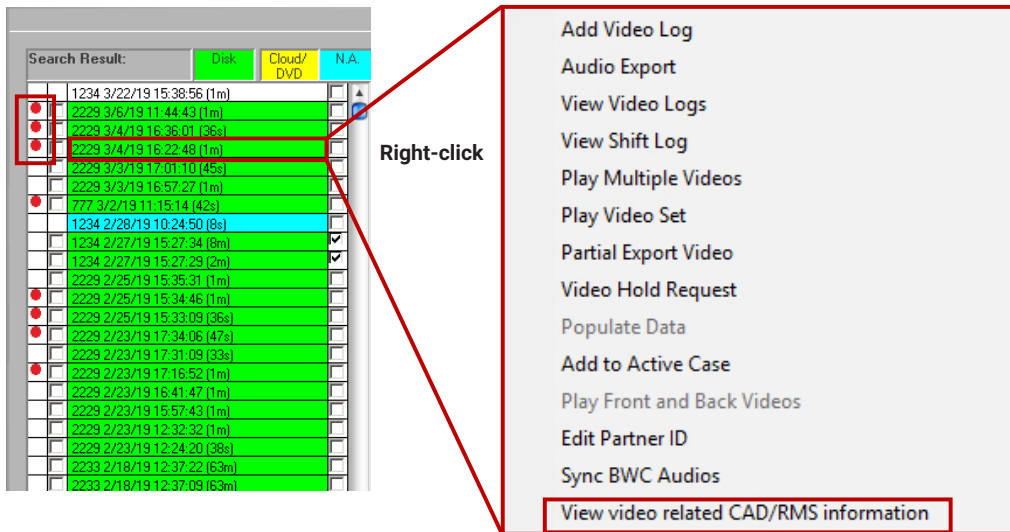 Search Result: Disk Cloud/ N.A.
DVD
1234 3/22/19 15:38:56 (1m)
2229 3/6/19 11:44:43 (1m)
2229 3/4/19 16:36:01 (36s)
2229 3/4/19 16:22:48 (1m)
2229 3/3/19 17:01:10 (45s)
2229 3/3/19 16:57:27 (1m)
777 3/2/19 11:15:14 (42s)
1234 2/28/19 10:24:50 (8s)
1234 2/27/19 15:27:34 (8m)
1234 2/27/19 15:27:29 (2m)
2229 2/25/19 15:35:31 (1m)
2229 2/25/19 15:34:46 (1m)
2229 2/25/19 15:33:09 (36s)
2229 2/23/19 17:34:06 (47s)
2229 2/23/19 17:31:09 (33s)
2229 2/23/19 17:16:52 (1m)
2229 2/23/19 16:41:47 (1m)
2229 2/23/19 15:57:43 (1m)
2229 2/23/19 12:32:32 (1m)
2229 2/23/19 12:24:20 (38s)
2233 2/18/19 12:37:22 (63m)
2233 2/18/19 12:37:09 (63m)
Right-click
Add Video Log
Audio Export
View Video Logs
View Shift Log
Play Multiple Videos
Play Video Set
Partial Export Video
Video Hold Request
Populate Data
Add to Active Case
Play Front and Back Videos
Edit Partner ID
Sync BWC Audios
View video related CAD/RMS information